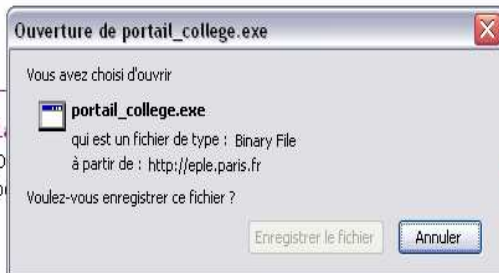 Ouverture de portail_college.exe
Vous avez choisi d'ouvrir
portail_college.exe
qui est un fichier de type : Binary File
à partir de : http://eple.paris.fr
Voulez-vous enregistrer ce fichier ?
Enregistrer le fichier Annuler